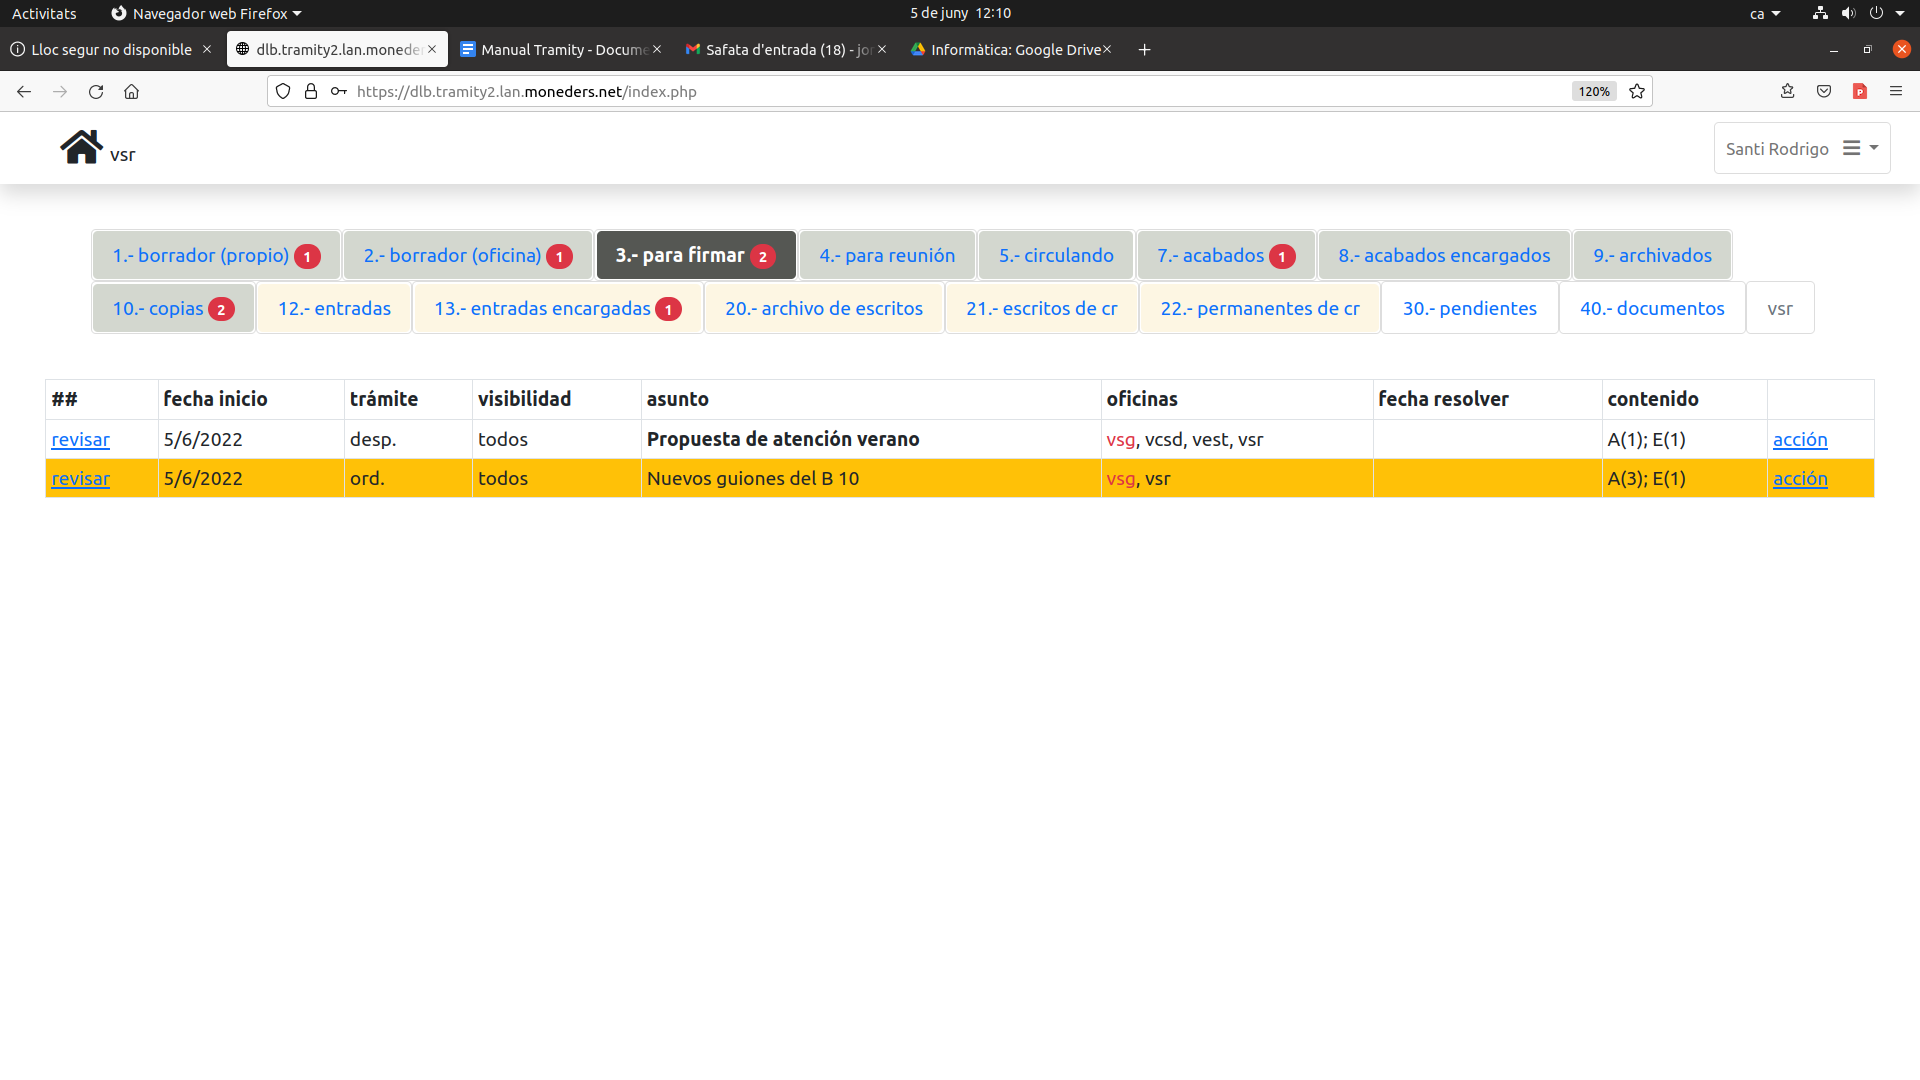 Activitats Navegador web Firefox 5 de juny 12:10 ca
Lloc segur no disponible dlb.tramity2.lan.moneder Manual Tramity - Docume Safata d'entrada (18) - jor Informàtica: Google Drive
https://dlb.tramity2.lan.moneders.net/index.php 120%
vsr Santi Rodrigo
1.- borrador (propio) 1 2.- borrador (oficina) 1 3.- para firmar 2 4.- para reunión 5.- circulando 7.- acabados 1 8.- acabados encargados 9.- archivados
10.- copias 2 12.- entradas 13.- entradas encargadas 1 20.- archivo de escritos 21.- escritos de cr 22.- permanentes de cr 30.- pendientes 40.- documentos vsr
## fecha inicio trámite visibilidad asunto oficinas fecha resolver contenido
revisar 5/6/2022 desp. todos Propuesta de atención verano vsg, vcsd, vest, vsr A(1); E(1) acción
revisar 5/6/2022 ord. todos Nuevos guiones del B 10 vsg, vsr A(3); E(1) acción